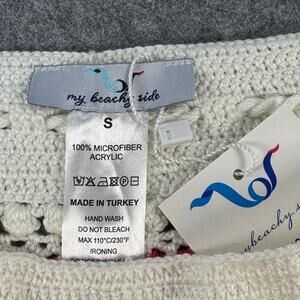 my beachy side
S
100% MICROFIBER
ACRYLIC
MADE IN TURKEY
HAND WASH
DO NOT BLEACH
MAX 110°C/230°F
IRONING
mybeachy.s